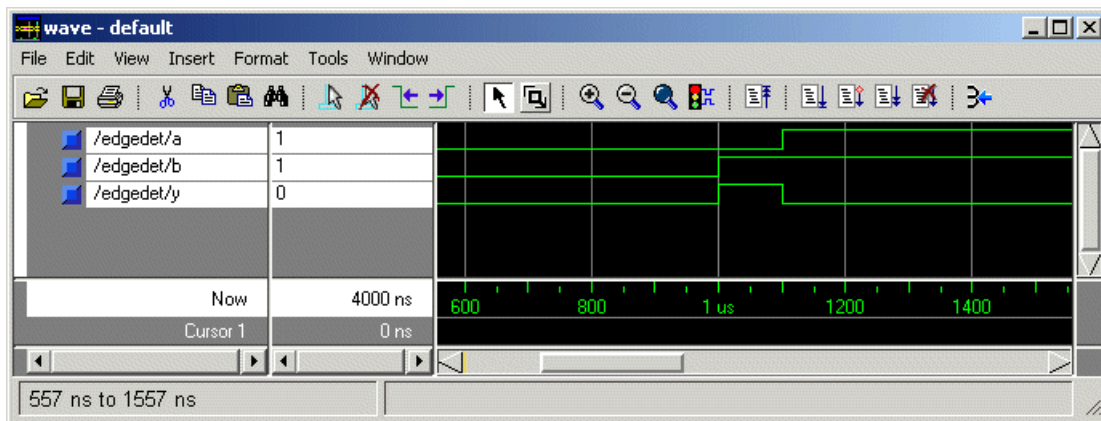 wave - default
File Edit View Insert Format Tools Window
/edgedet/a 1
/edgedet/b 1
/edgedet/y 0
Now 4000 ns 600 800 1 us 1200 1400
Cursor 1 0 ns
557 ns to 1557 ns